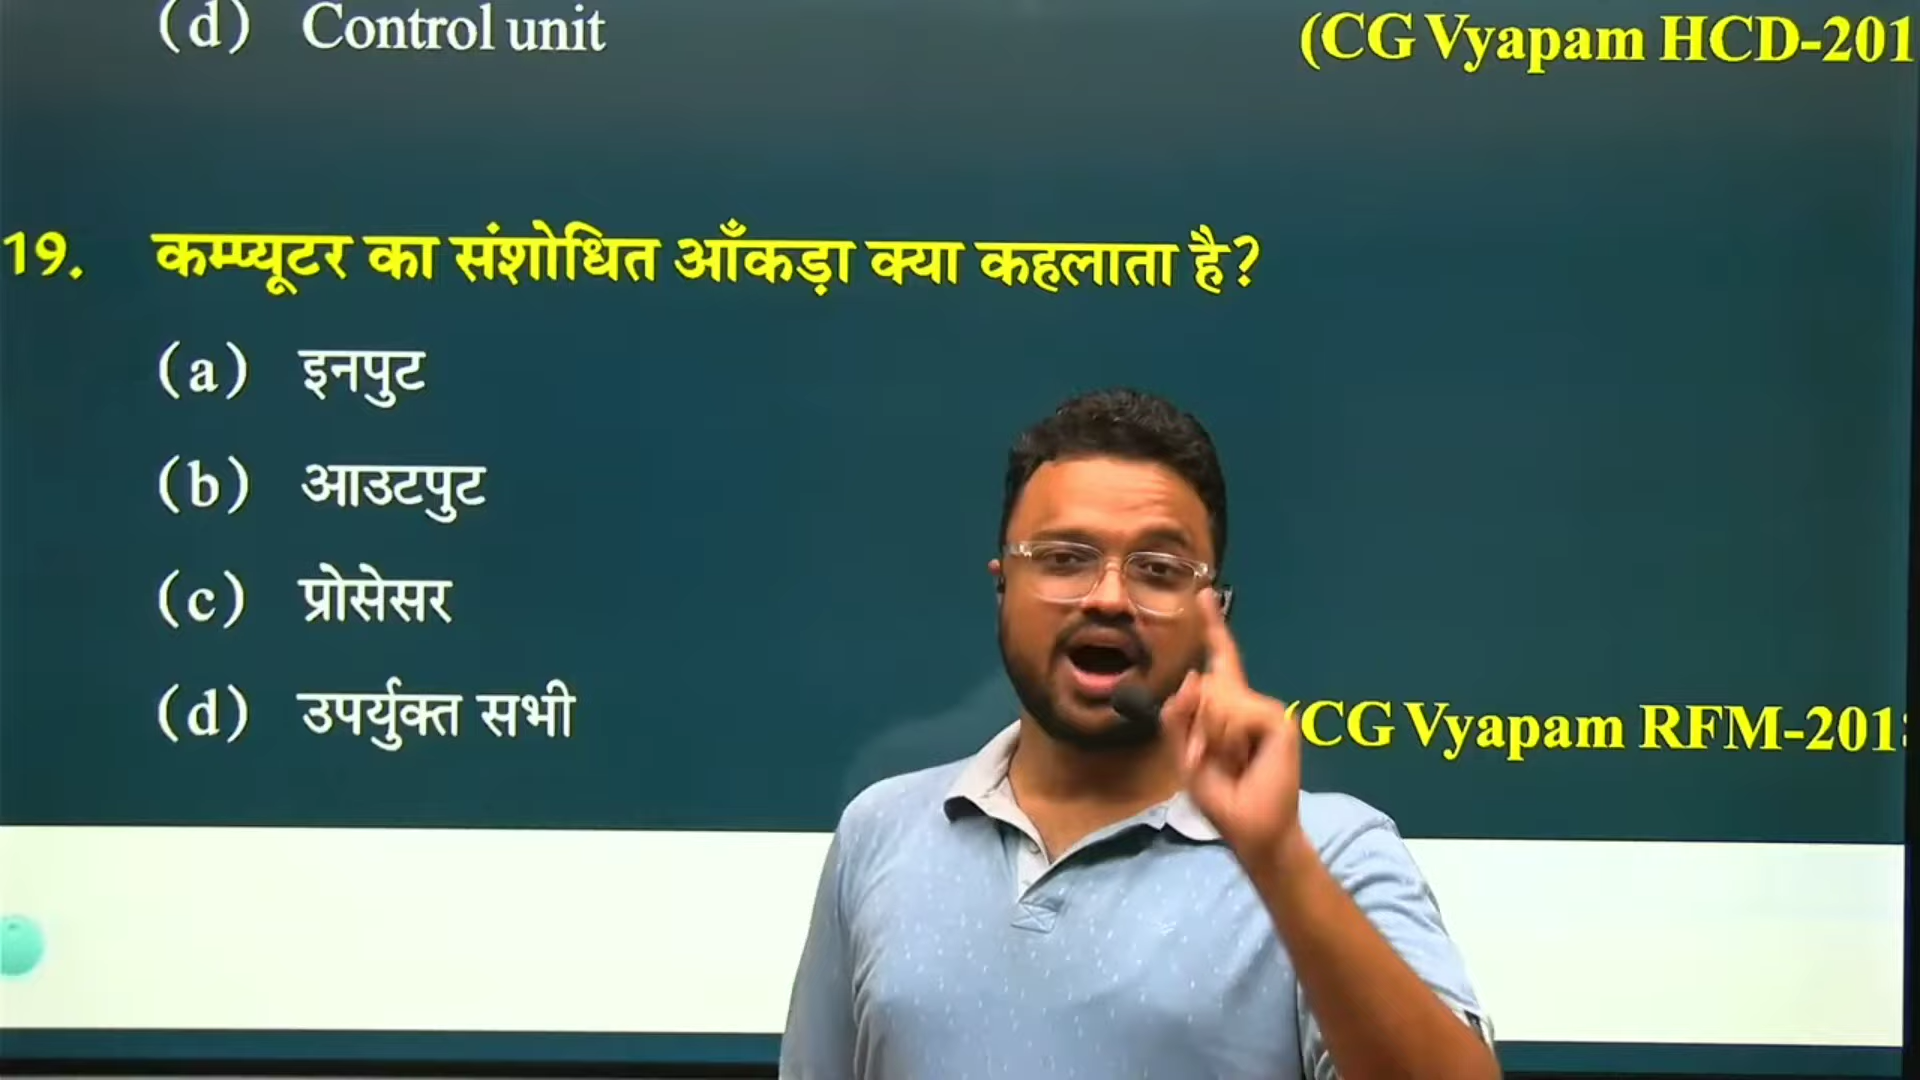 (d) Control unit
(CG Vyapam HCD-201
19. कम्प्यूटर का संशोधित आँकड़ा क्या कहलाता है?
(a) इनपुट
(b) आउटपुट
(c) प्रोसेसर
(d) उपर्युक्त सभी
(CG Vyapam RFM-201